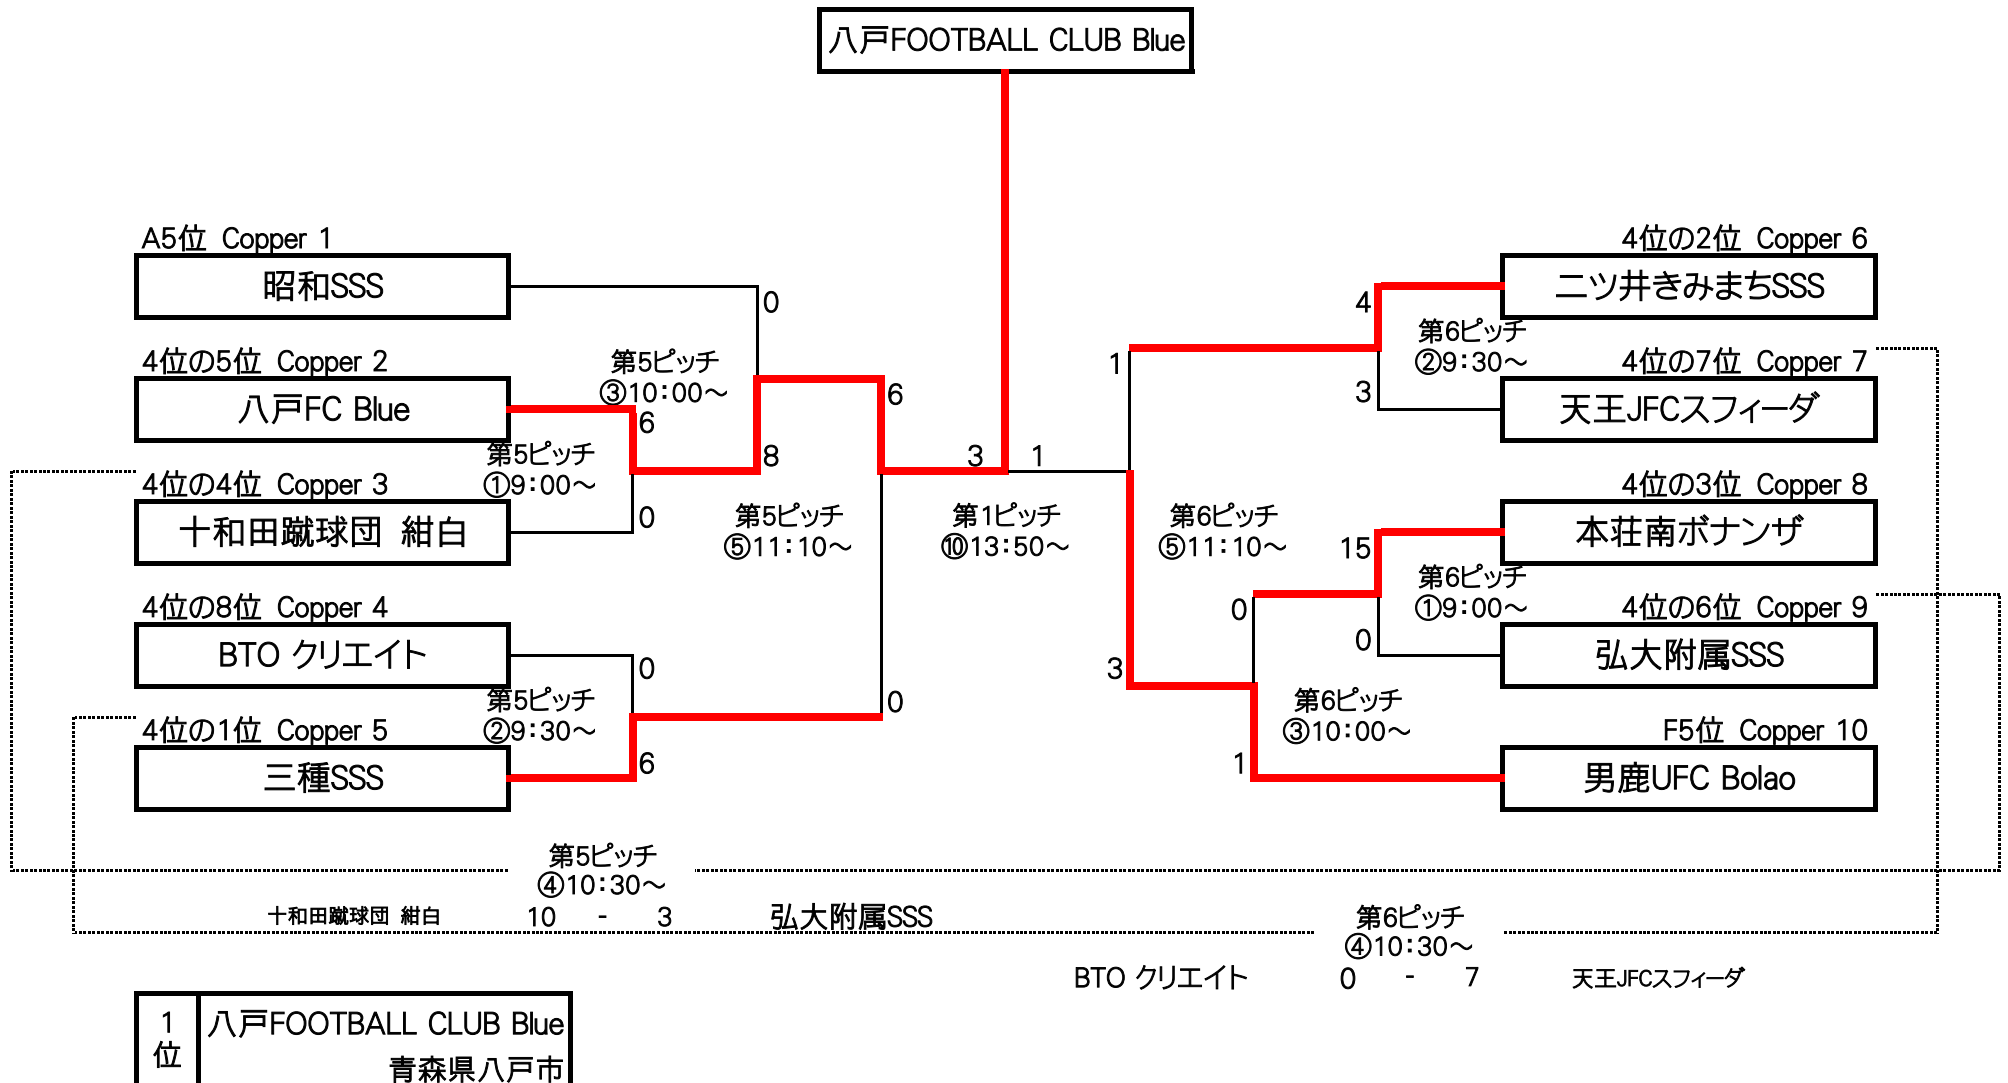 八戸FOOTBALL CLUB Blue
A5位 Copper 1
昭和SSS
4位の5位 Copper 2
八戸FC Blue
4位の4位 Copper 3
十和田蹴球団 紺白
4位の8位 Copper 4
BTO クリエイト
4位の1位 Copper 5
三種SSS
第5ピッチ
①9:00～
6
0
第5ピッチ
②9:30～
0
6
第5ピッチ
③10:00～
0
8
第5ピッチ
⑤11:10～
6
0
3
1
第1ピッチ
⑩13:50～
第6ピッチ
⑤11:10～
1
3
第6ピッチ
②9:30～
4
3
第6ピッチ
①9:00～
15
0
第6ピッチ
③10:00～
0
1
4位の2位 Copper 6
二ツ井きみまちSSS
4位の7位 Copper 7
天王JFCスフィーダ
4位の3位 Copper 8
本荘南ボナンザ
4位の6位 Copper 9
弘大附属SSS
F5位 Copper 10
男鹿UFC Bolao
第5ピッチ
④10:30～
十和田蹴球団 紺白 10 - 3 弘大附属SSS
第6ピッチ
④10:30～
BTO クリエイト 0 - 7 天王JFCスフィーダ
1位
八戸FOOTBALL CLUB Blue
青森県八戸市